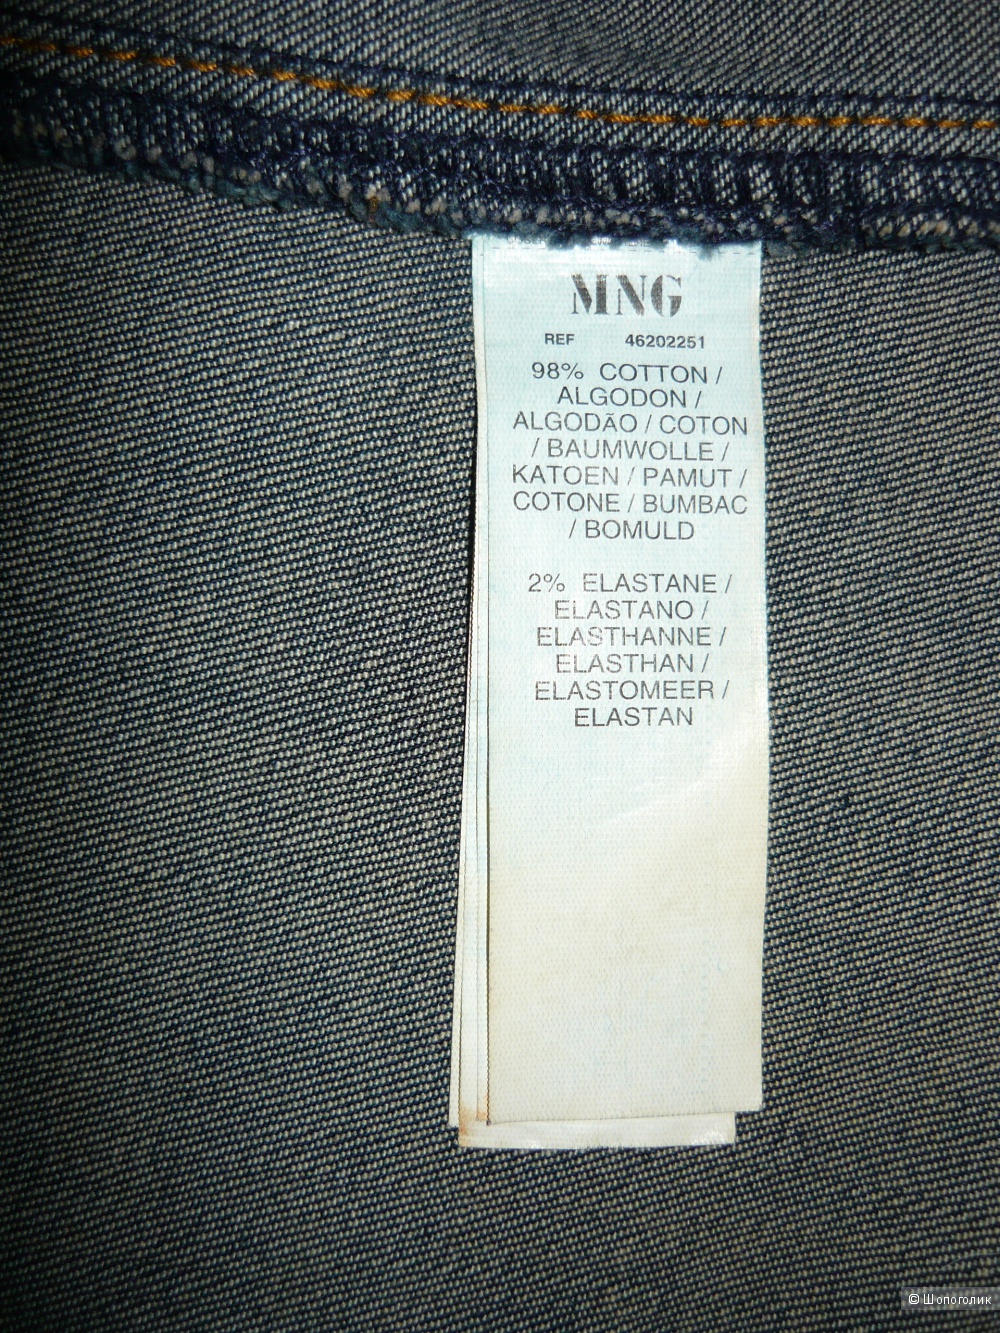 MNG
REF 46202251
98% COTTON /
ALGODON /
ALGODÃO / COTON
/ BAUMWOLLE /
KATOEN / PAMUT /
COTONE / BUMBAC
/ BOMULD
2% ELASTANE /
ELASTANO /
ELASTHANNE /
ELASTHAN /
ELASTOMEER /
ELASTAN
© Шопоголик